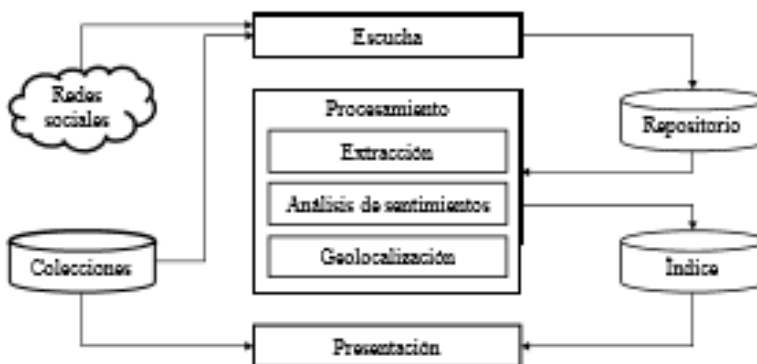 Escucha
Redes
sociales
Procesamiento
Repositorio
Extracción
Análisis de sentimientos
Geolocalización
Colecciones
Índice
Presentación